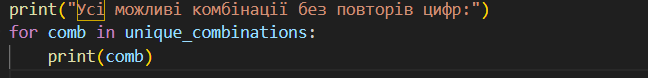 print("Усі можливі комбінації без повторів цифр:")
for comb in unique_combinations:
    print(comb)